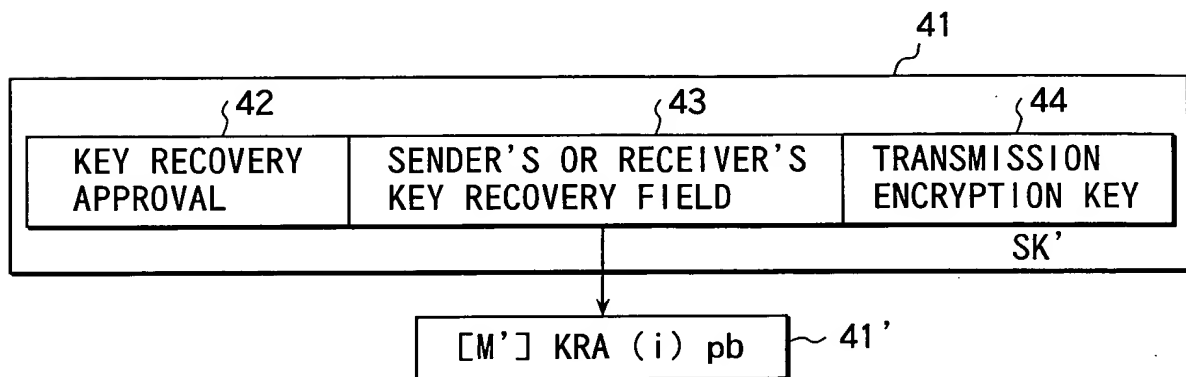 41
42
43
44
KEY RECOVERY
APPROVAL
SENDER'S OR RECEIVER'S
KEY RECOVERY FIELD
TRANSMISSION
ENCRYPTION KEY
SK'
[M'] KRA (i) pb
41'